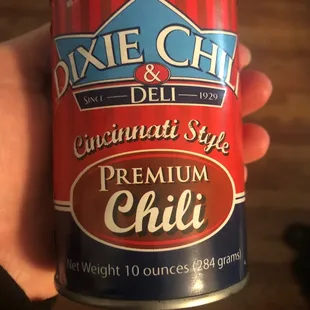 DIXIE CHILI
&
SINCE DELI 1929
Cincinnati Style
PREMIUM
Chili
Net Weight 10 ounces (284 grams)